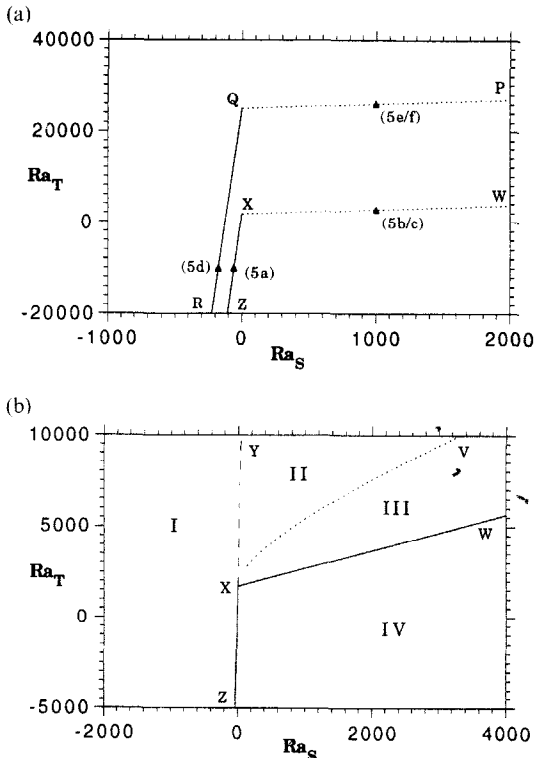 (a)
40000
Q
P
20000
(5e/f)
Ra_T
X
W
0
(5b/c)
(5d)
(5a)
R
Z
-20000
-1000
0
1000
2000
Ra_S
(b)
10000
Y
V
II
I
III
5000
W
Ra_T
X
0
IV
Z
-5000
-2000
0
2000
4000
Ra_S